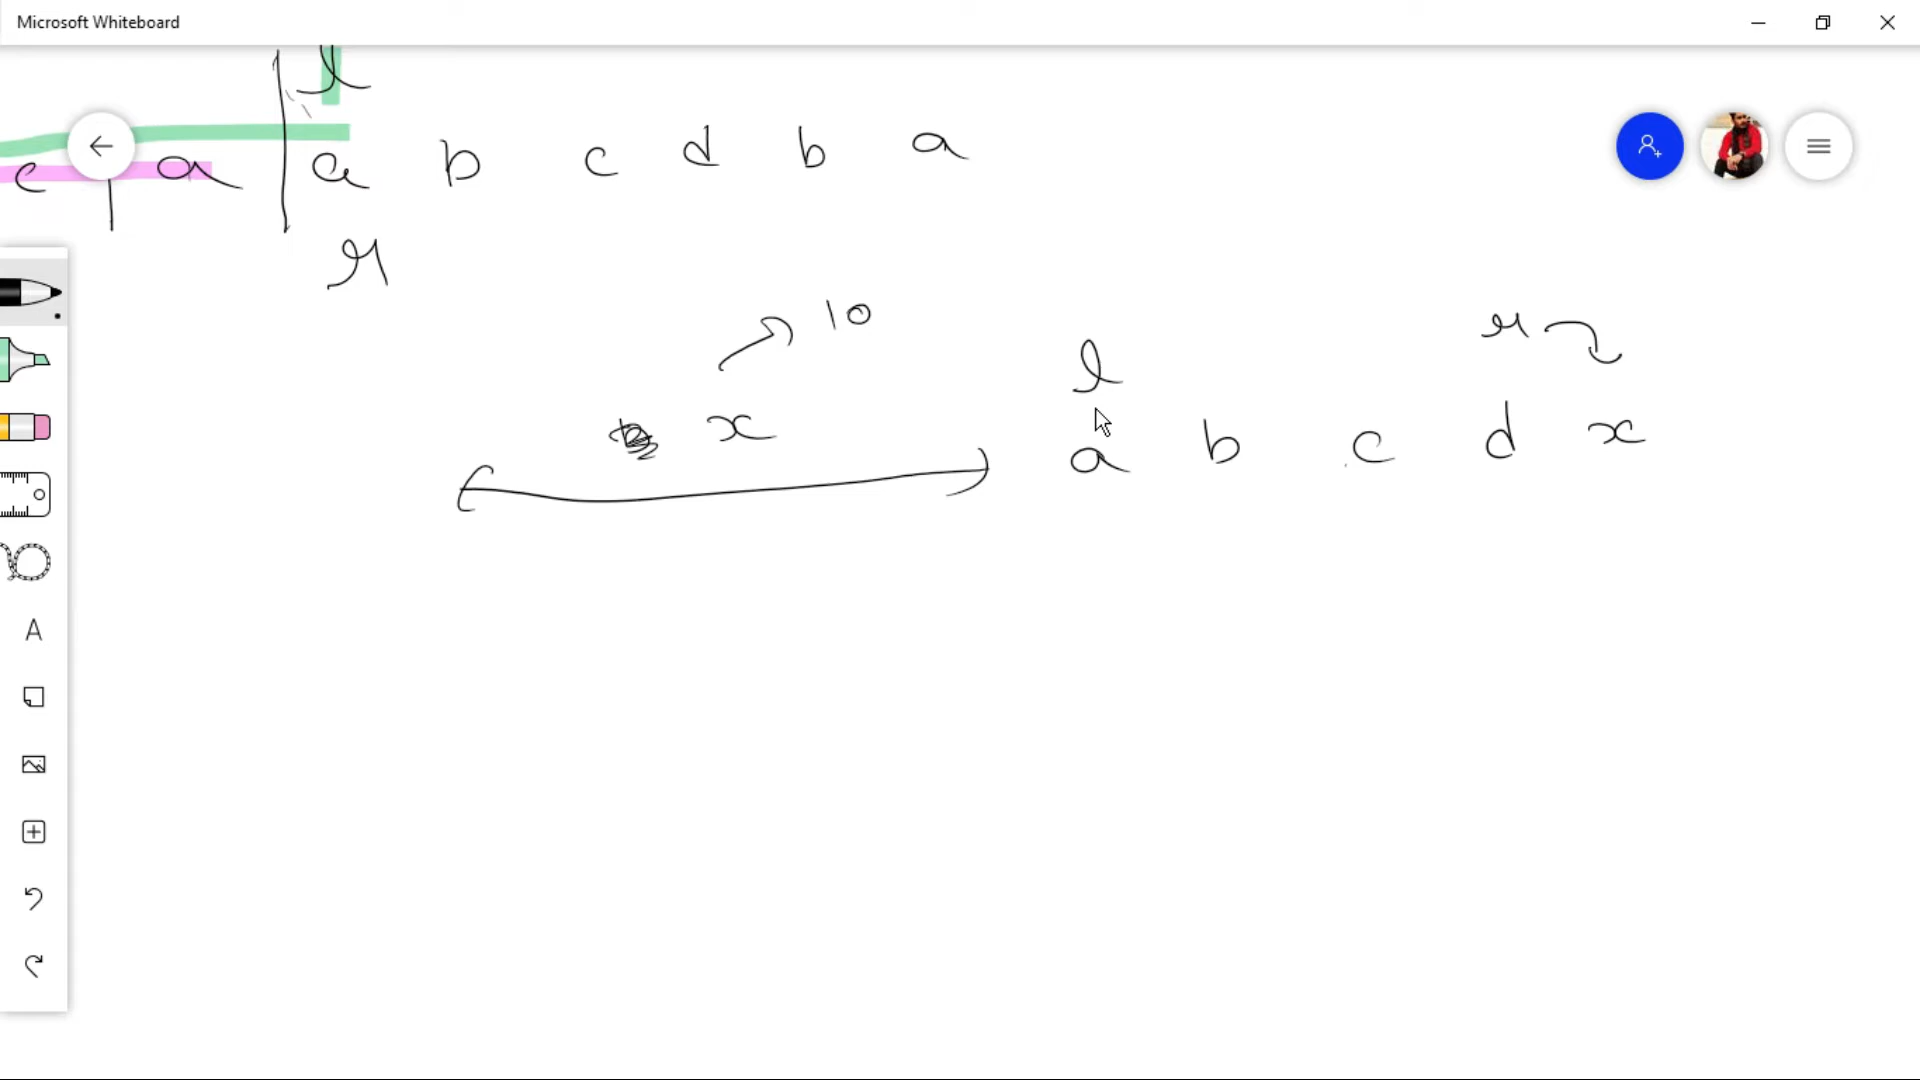 Microsoft Whiteboard
l
c a a b c d b a
r
10
l r
x a b c d x
A